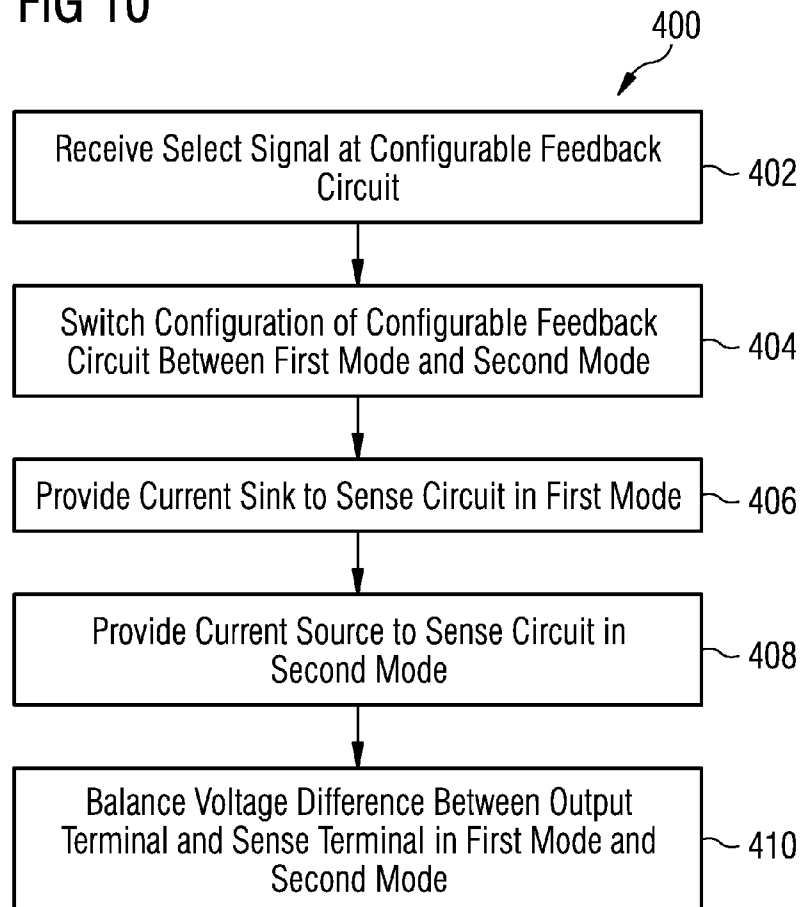 FIG 10
400
Receive Select Signal at Configurable Feedback
Circuit
402
Switch Configuration of Configurable Feedback
Circuit Between First Mode and Second Mode
404
Provide Current Sink to Sense Circuit in First Mode
406
Provide Current Source to Sense Circuit in
Second Mode
408
Balance Voltage Difference Between Output
Terminal and Sense Terminal in First Mode and
Second Mode
410